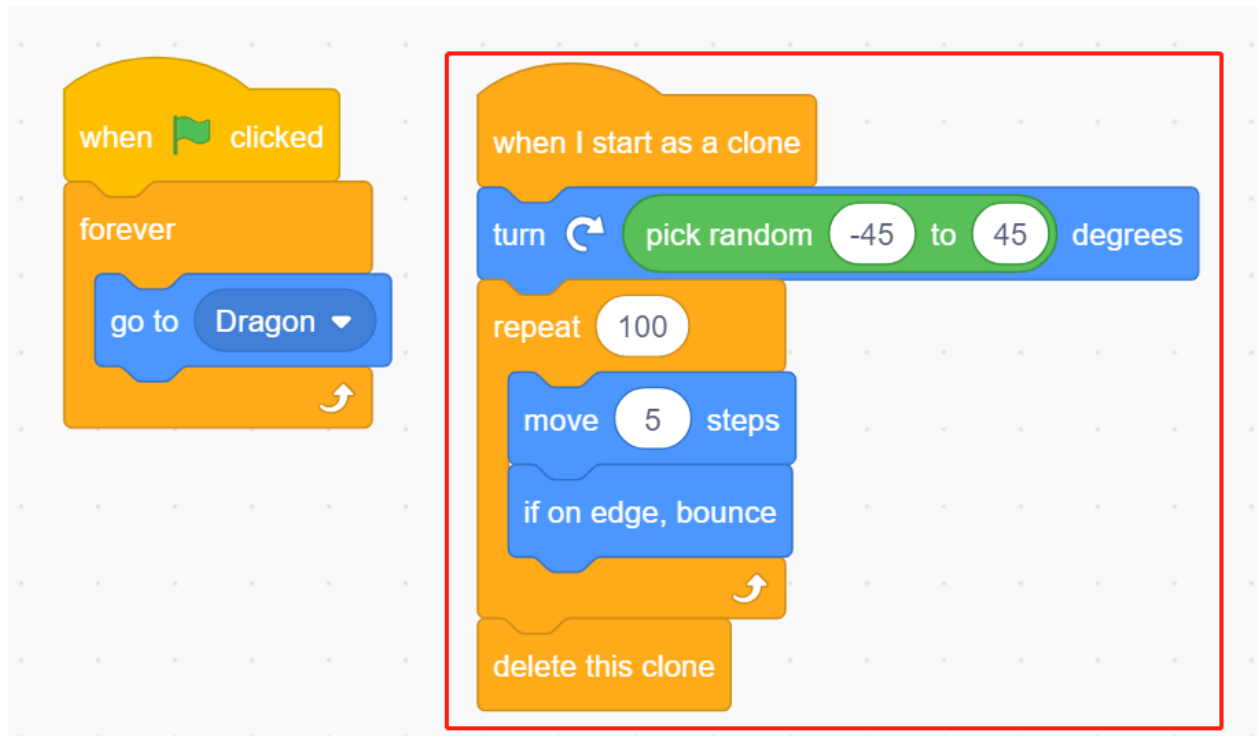 when clicked
forever
go to Dragon
when I start as a clone
turn pick random -45 to 45 degrees
repeat 100
move 5 steps
if on edge, bounce
delete this clone